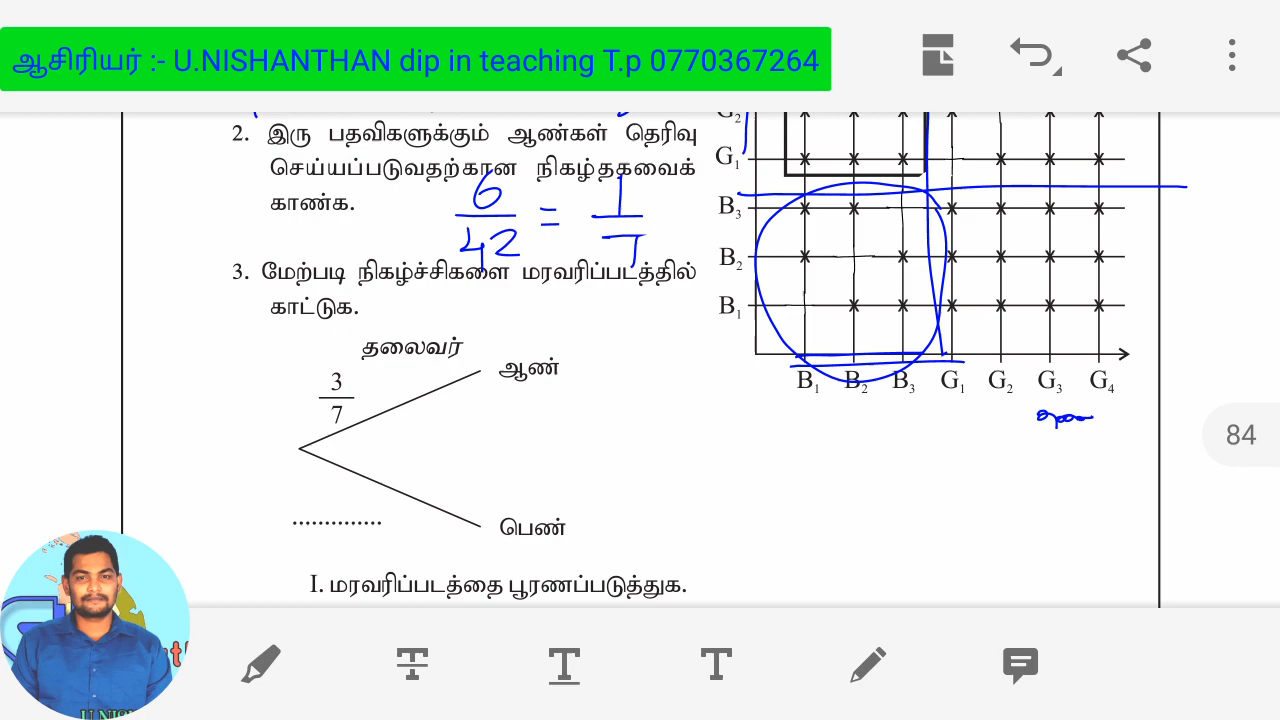 ஆசிரியர் :- U.NISHANTHAN dip in teaching T.p 0770367264
2. இரு பதவிகளுக்கும் ஆண்கள் தெரிவு
செய்யப்படுவதற்கான நிகழ்தகவைக்
காண்க.
6/42 = 1/7
3. மேற்படி நிகழ்ச்சிகளை மரவரிப்படத்தில்
காட்டுக.
தலைவர்
3/7
ஆண்
..............
பெண்
I. மரவரிப்படத்தை பூரணப்படுத்துக.
G2
G1
B3
B2
B1
B1 B2 B3 G1 G2 G3 G4
84